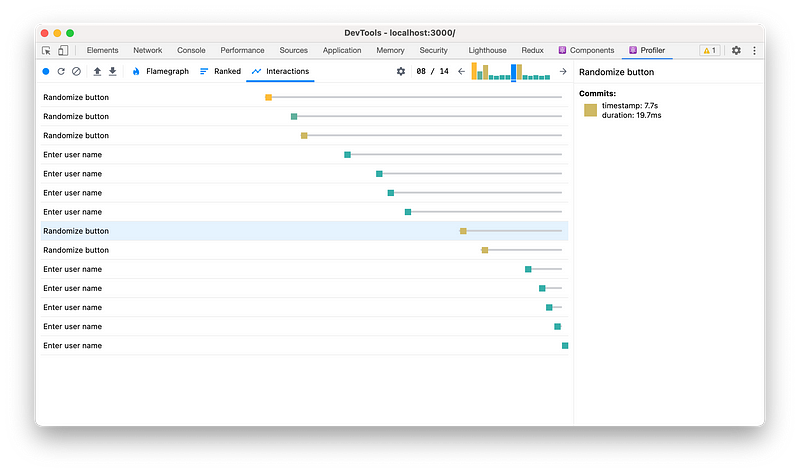 DevTools - localhost:3000/
Elements Network Console Performance Sources Application Memory Security Lighthouse Redux Components Profiler 1
Flamegraph Ranked Interactions 08 / 14 Randomize button
Commits:
timestamp: 7.7s
duration: 19.7ms
Randomize button
Randomize button
Randomize button
Enter user name
Enter user name
Enter user name
Enter user name
Randomize button
Randomize button
Enter user name
Enter user name
Enter user name
Enter user name
Enter user name